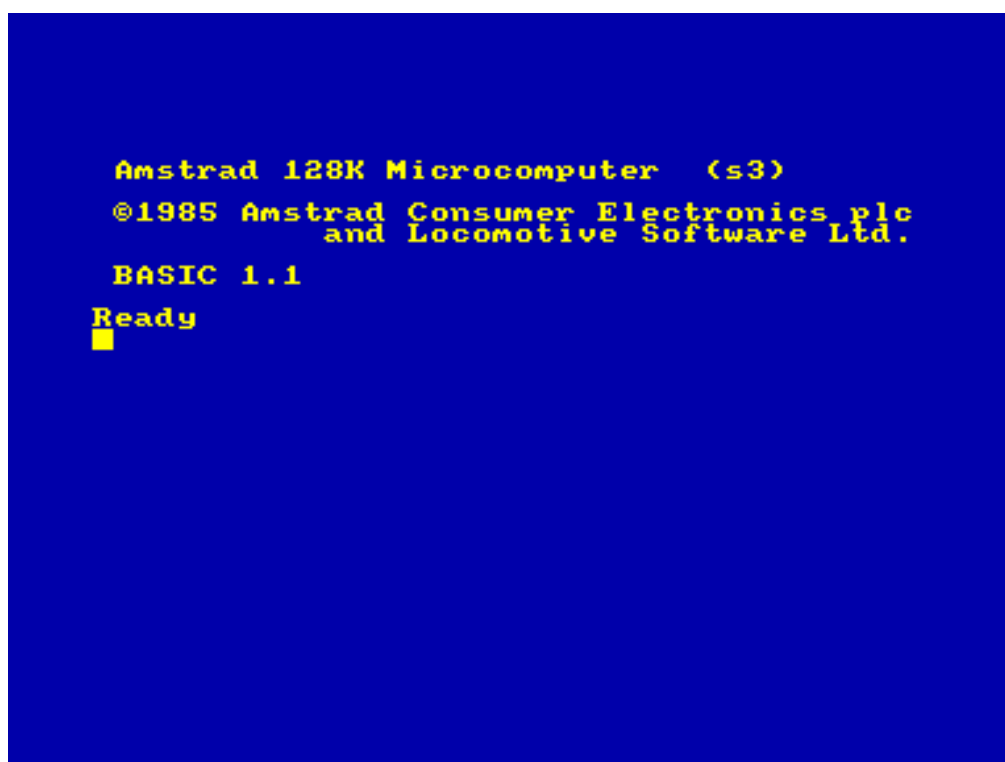 Amstrad 128K Microcomputer  (s3)
©1985 Amstrad Consumer Electronics plc
and Locomotive Software Ltd.
BASIC 1.1
Ready